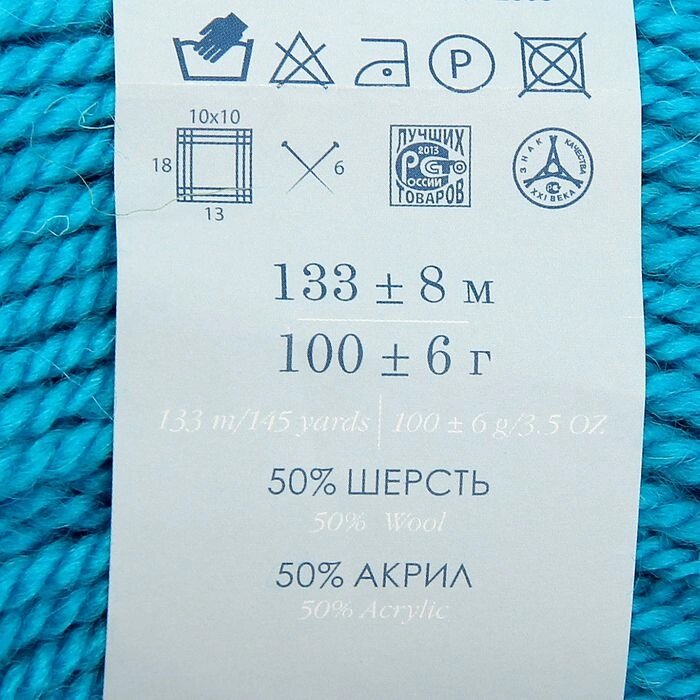 P
10x10
18
6
13
ЛУЧШИХ
2013
РОССИИ
ТОВАРОВ
ЗНАК КАЧЕСТВА
XXI ВЕКА
133 ± 8 м
100 ± 6 г
133 m/145 yards | 100 ± 6 g/3.5 OZ
50% ШЕРСТЬ
50% Wool
50% АКРИЛ
50% Acrylic